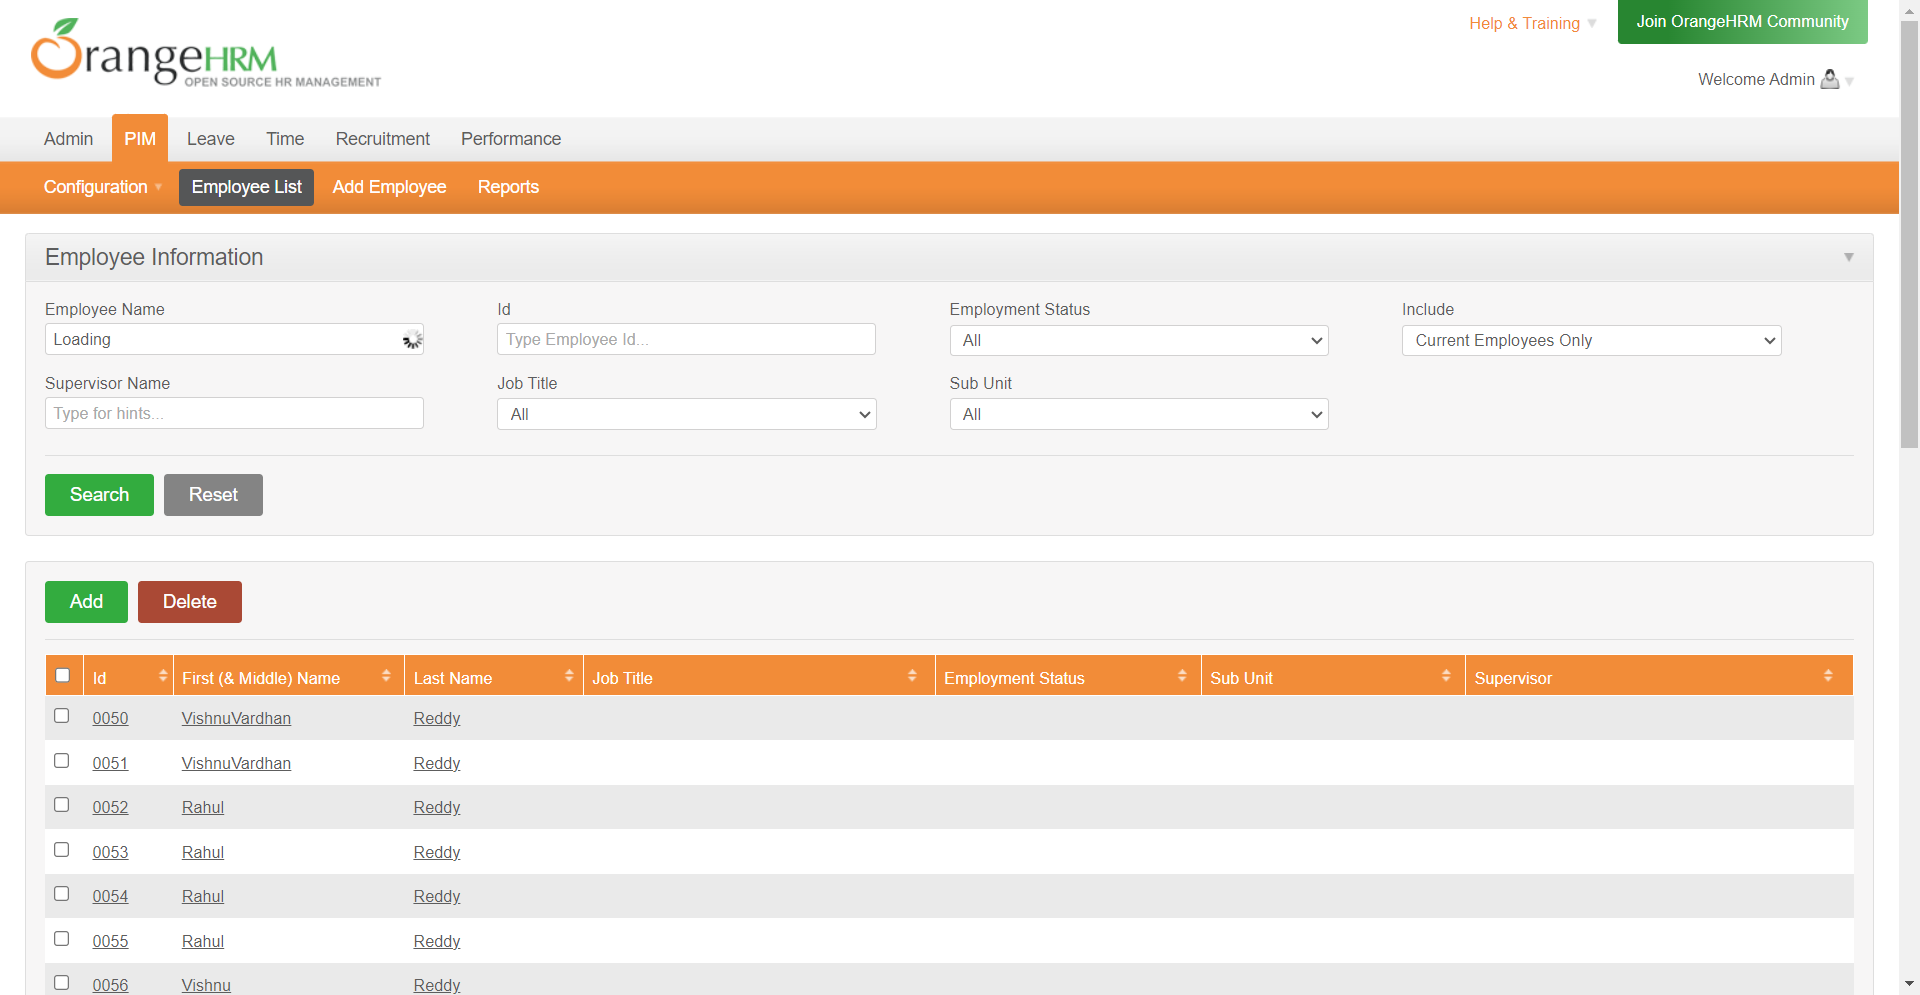 OrangeHRM
OPEN SOURCE HR MANAGEMENT
Help & Training
Join OrangeHRM Community
Welcome Admin
Admin PIM Leave Time Recruitment Performance
Configuration Employee List Add Employee Reports
Employee Information
Employee Name Id Employment Status Include
Loading Type Employee Id... All Current Employees Only
Supervisor Name Job Title Sub Unit
Type for hints... All All
Search Reset
Add Delete
Id First (& Middle) Name Last Name Job Title Employment Status Sub Unit Supervisor
0050 VishnuVardhan Reddy
0051 VishnuVardhan Reddy
0052 Rahul Reddy
0053 Rahul Reddy
0054 Rahul Reddy
0055 Rahul Reddy
0056 Vishnu Reddy